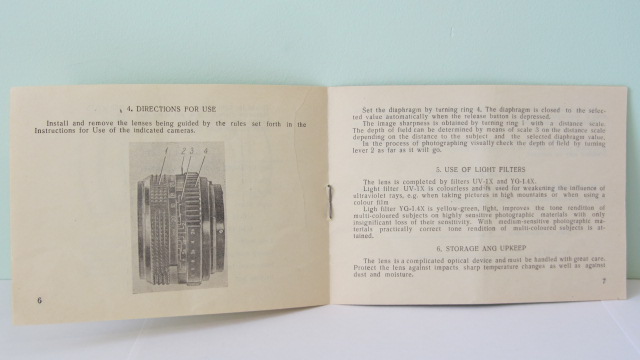 4. DIRECTIONS FOR USE
Install and remove the lenses being guided by the rules set forth in the
Instructions for Use of the indicated cameras.
1 2 3 4
6
Set the diaphragm by turning ring 4. The diaphragm is closed to the selec-
ted value automatically when the release button is depressed.
The image sharpness is obtained by turning ring 1 with a distance scale.
The depth of field can be determined by means of scale 3 on the distance scale
depending on the distance to the subject and the selected diaphragm value.
In the process of photographing visually check the depth of field by turning
lever 2 as far as it will go.
5. USE OF LIGHT FILTERS
The lens is completed by filters UV-1X and YG-1.4X.
Light filter UV-1X is colourless and is used for weakening the influence of
ultraviolet rays, e.g. when taking pictures in high mountains or when using a
colour film
Ligh filter YG-1.4X is yellow-green, light, improves the tone rendition of
multi-coloured subjects on highly sensitive photographic materials with only
insignificant loss of their sensitivity. With medium-sensitive photographic ma-
terials practically correct tone rendition of multi-coloured subjects is at-
tained.
6. STORAGE ANG UPKEEP
The lens is a complicated optical device and must be handled with great care.
Protect the lens against impacts sharp temperature changes as well as against
dust and moisture.
7